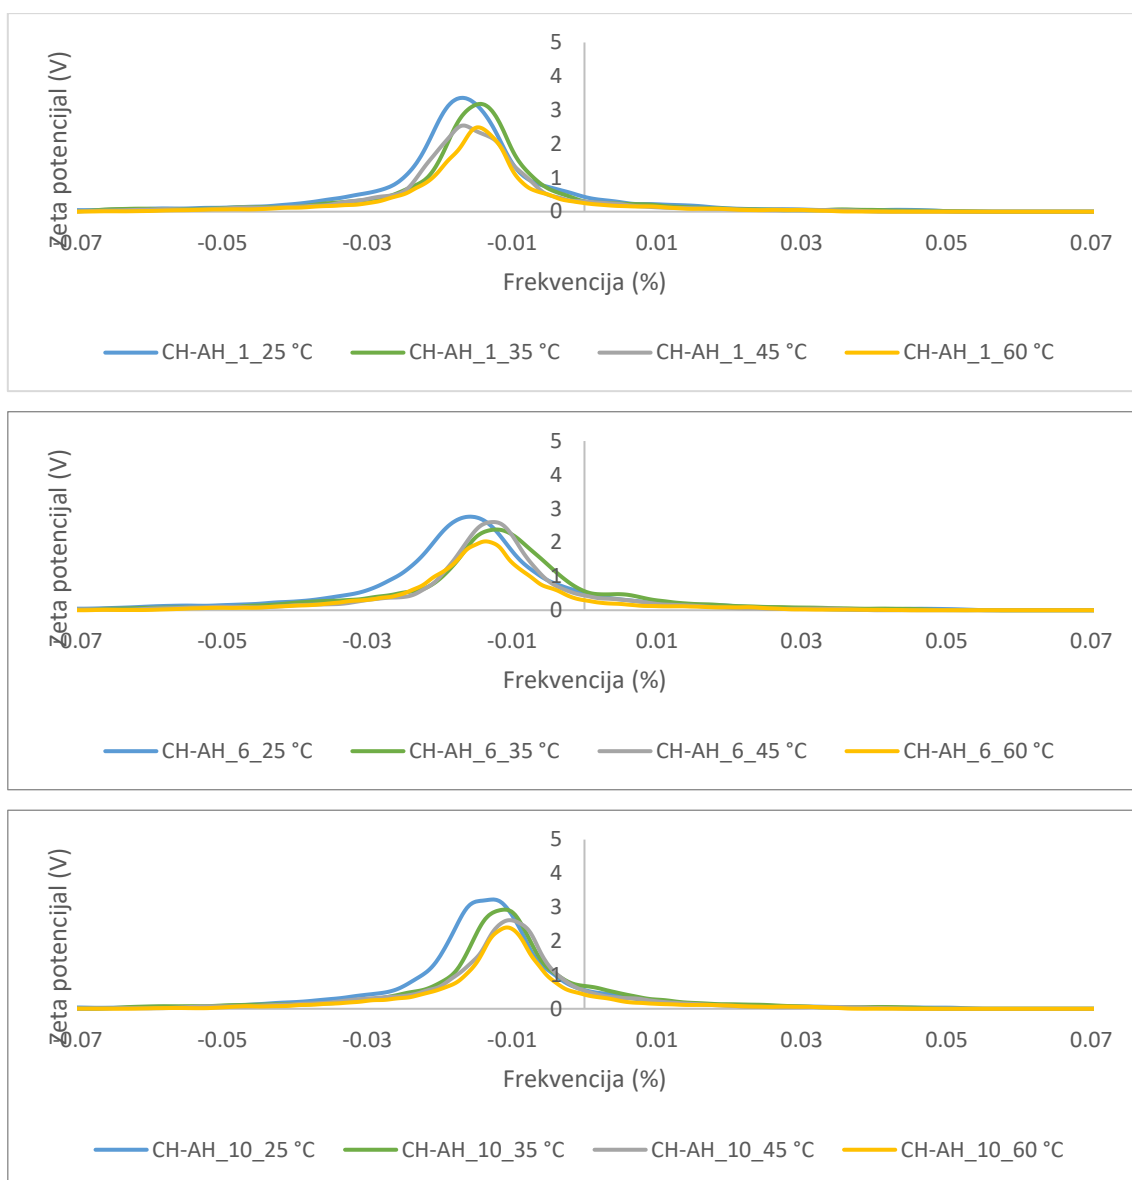 Zeta potencijal (V)
5
4
3
2
1
0
-0.07 -0.05 -0.03 -0.01 0.01 0.03 0.05 0.07
Frekvencija (%)
CH-AH_1_25 °C CH-AH_1_35 °C CH-AH_1_45 °C CH-AH_1_60 °C
Zeta potencijal (V)
5
4
3
2
1
0
-0.07 -0.05 -0.03 -0.01 0.01 0.03 0.05 0.07
Frekvencija (%)
CH-AH_6_25 °C CH-AH_6_35 °C CH-AH_6_45 °C CH-AH_6_60 °C
Zeta potencijal (V)
5
4
3
2
1
0
-0.07 -0.05 -0.03 -0.01 0.01 0.03 0.05 0.07
Frekvencija (%)
CH-AH_10_25 °C CH-AH_10_35 °C CH-AH_10_45 °C CH-AH_10_60 °C